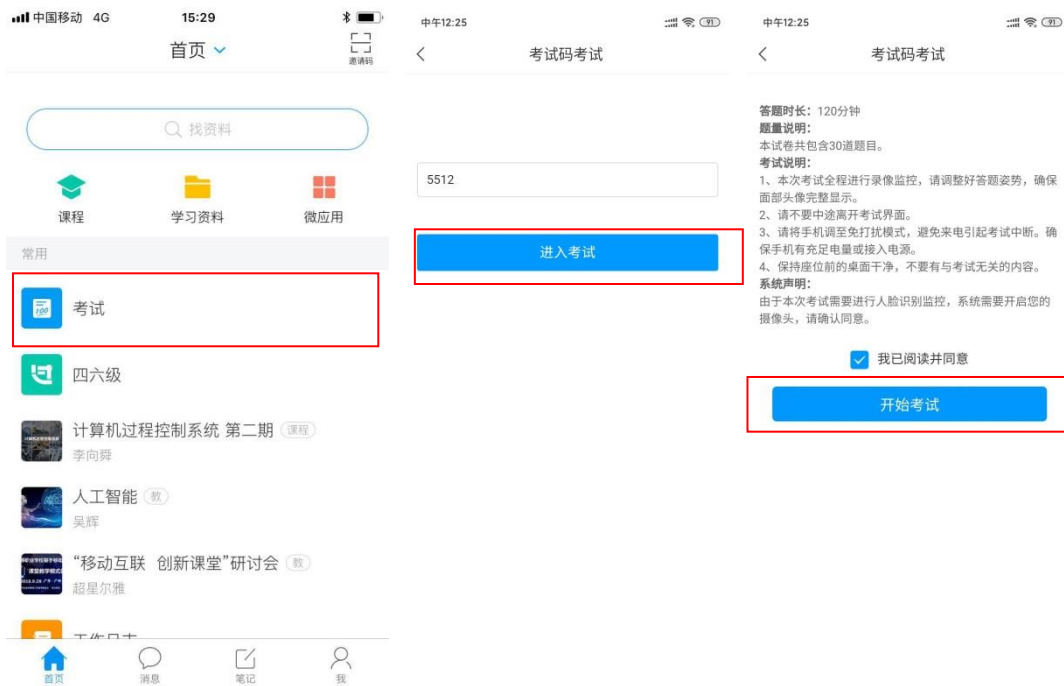 中国移动 4G 15:29
首页
邀请码
找资料
课程 学习资料 微应用
常用
考试
四六级
计算机过程控制系统 第二期 课程
李向舜
人工智能 教
吴辉
“移动互联 创新课堂”研讨会 教
超星尔雅
工作日志
首页 消息 笔记 我
中午12:25 91
考试码考试
5512
进入考试
中午12:25 91
考试码考试
答题时长：120分钟
题量说明：
本试卷共包含30道题目。
考试说明：
1、本次考试全程进行录像监控，请调整好答题姿势，确保
面部头像完整显示。
2、请不要中途离开考试界面。
3、请将手机调至免打扰模式，避免来电引起考试中断。确
保手机有充足电量或接入电源。
4、保持座位前的桌面干净，不要有与考试无关的内容。
系统声明：
由于本次考试需要进行人脸识别监控，系统需要开启您的
摄像头，请确认同意。
我已阅读并同意
开始考试